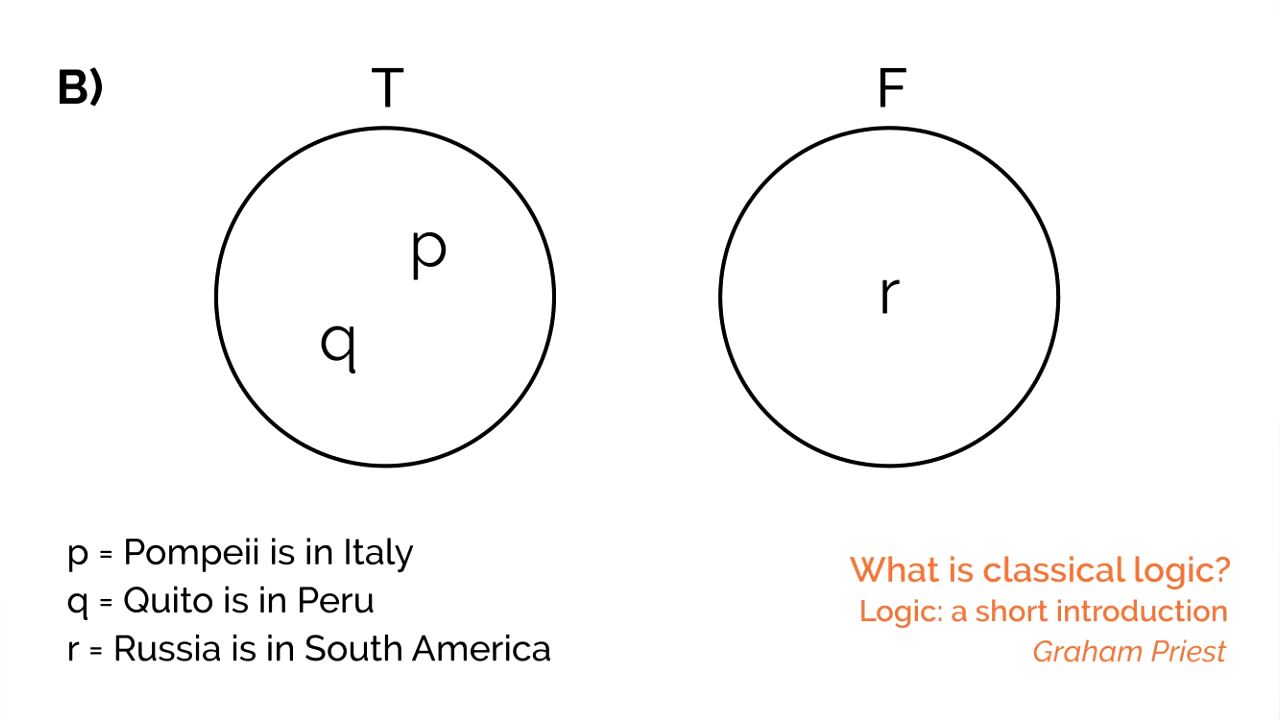 B)
T
F
p
q
r
p = Pompeii is in Italy
q = Quito is in Peru
r = Russia is in South America
What is classical logic?
Logic: a short introduction
Graham Priest